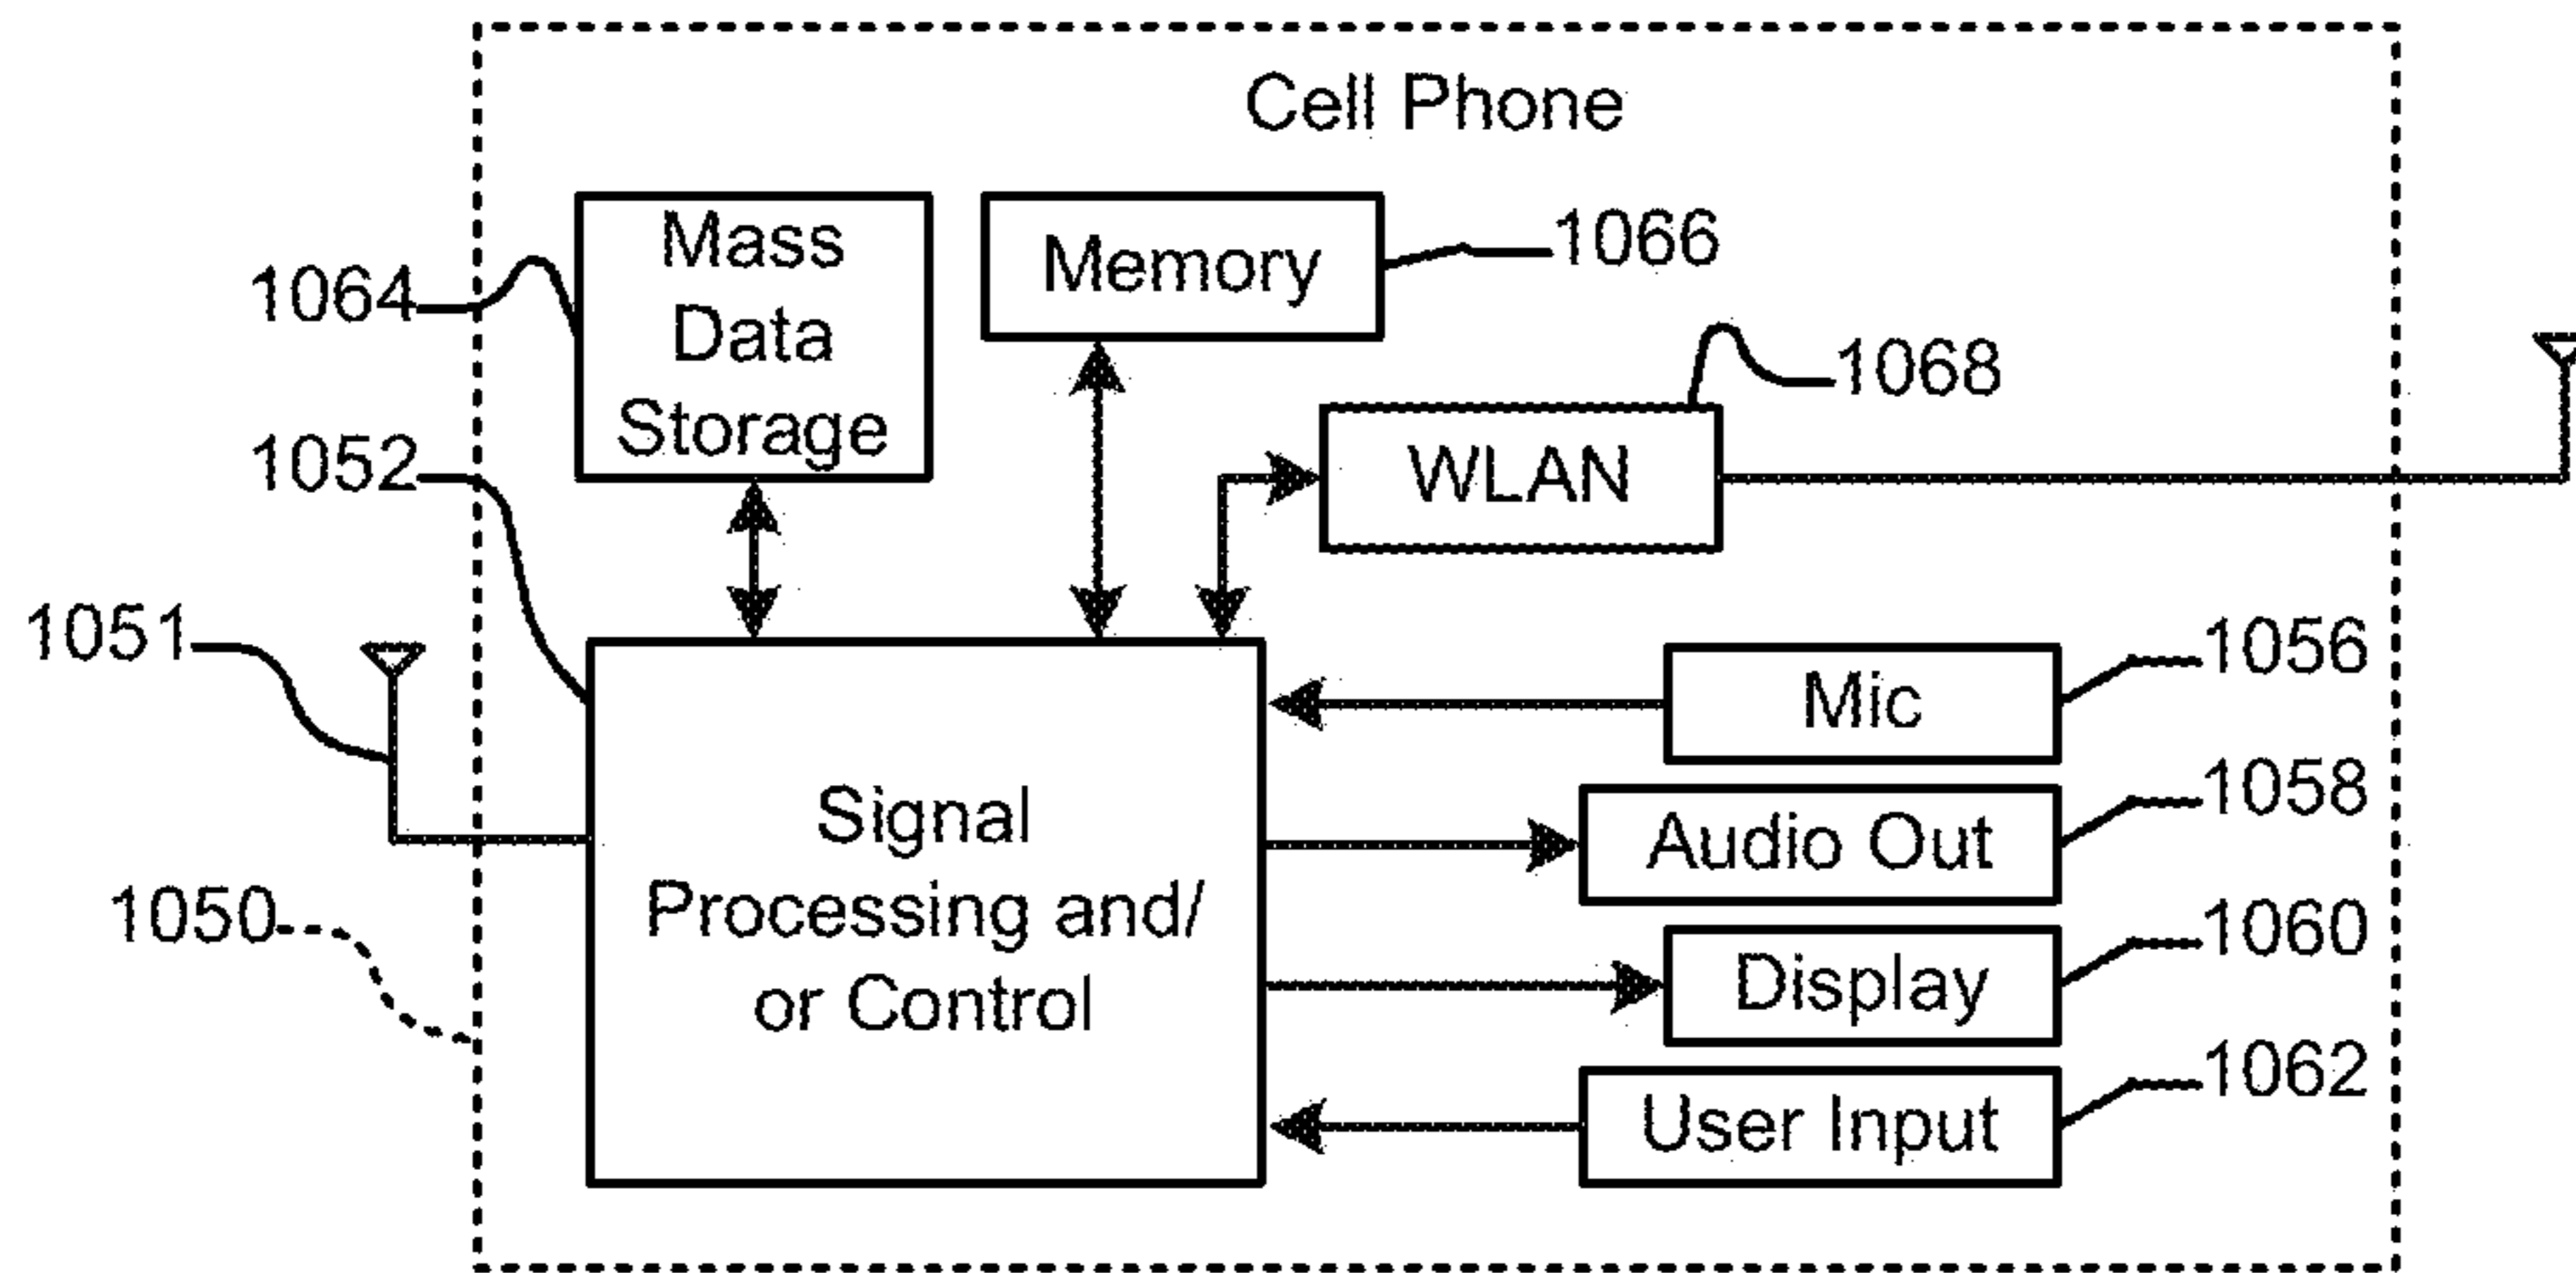 Cell Phone
Mass
Data
Storage
Memory
1066
1064
1068
1052
WLAN
1051
1056
Mic
1058
Signal
Processing and/
or Control
Audio Out
1050
1060
Display
1062
User Input